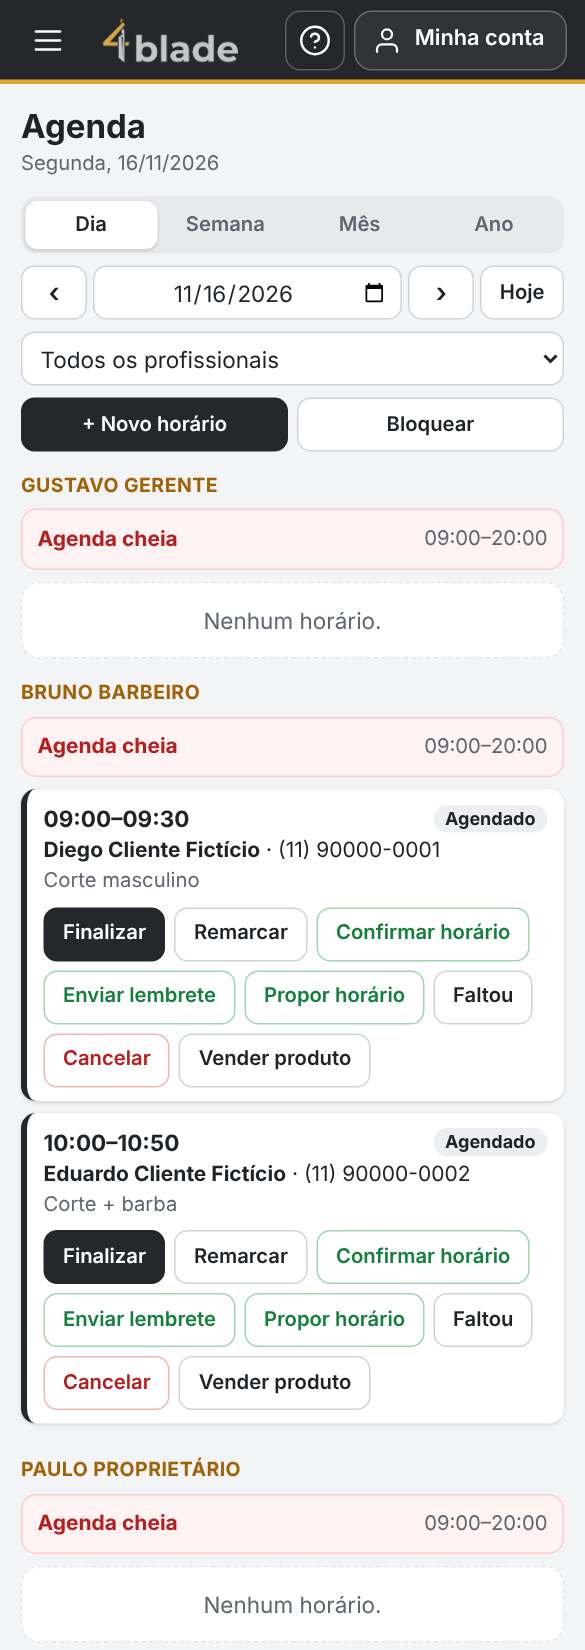 4blade
Minha conta
Agenda
Segunda, 16/11/2026
Dia Semana Mês Ano
‹ 11/16/2026 › Hoje
Todos os profissionais
+ Novo horário Bloquear
GUSTAVO GERENTE
Agenda cheia 09:00–20:00
Nenhum horário.
BRUNO BARBEIRO
Agenda cheia 09:00–20:00
09:00–09:30 Agendado
Diego Cliente Fictício · (11) 90000-0001
Corte masculino
Finalizar Remarcar Confirmar horário
Enviar lembrete Propor horário Faltou
Cancelar Vender produto
10:00–10:50 Agendado
Eduardo Cliente Fictício · (11) 90000-0002
Corte + barba
Finalizar Remarcar Confirmar horário
Enviar lembrete Propor horário Faltou
Cancelar Vender produto
PAULO PROPRIETÁRIO
Agenda cheia 09:00–20:00
Nenhum horário.